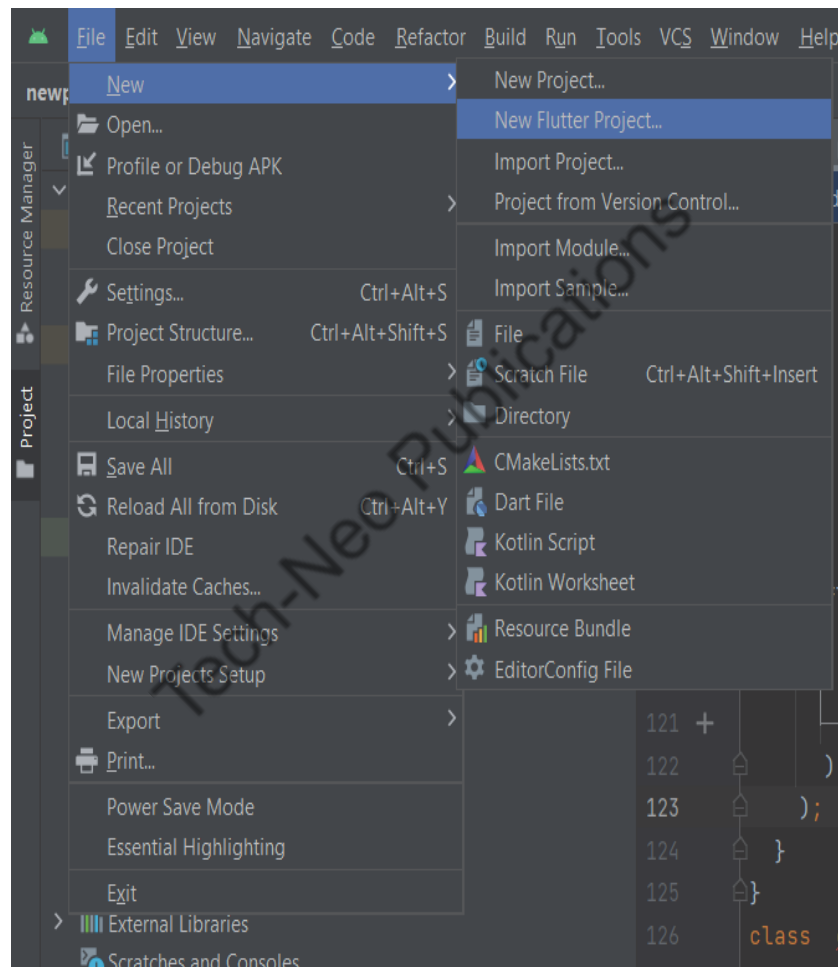 File Edit View Navigate Code Refactor Build Run Tools VCS Window Help
newp
New
Open...
Profile or Debug APK
Recent Projects
Close Project
Settings... Ctrl+Alt+S
Project Structure... Ctrl+Alt+Shift+S
File Properties
Local History
Save All Ctrl+S
Reload All from Disk Ctrl+Alt+Y
Repair IDE
Invalidate Caches...
Manage IDE Settings
New Projects Setup
Export
Print...
Power Save Mode
Essential Highlighting
Exit
New Project...
New Flutter Project...
Import Project...
Project from Version Control...
Import Module...
Import Sample...
File
Scratch File Ctrl+Alt+Shift+Insert
Directory
CMakeLists.txt
Dart File
Kotlin Script
Kotlin Worksheet
Resource Bundle
EditorConfig File
Resource Manager
Project
External Libraries
Scratches and Consoles
121
122 )
123 );
124 }
125 }
126 class
Tech-Neo Publications